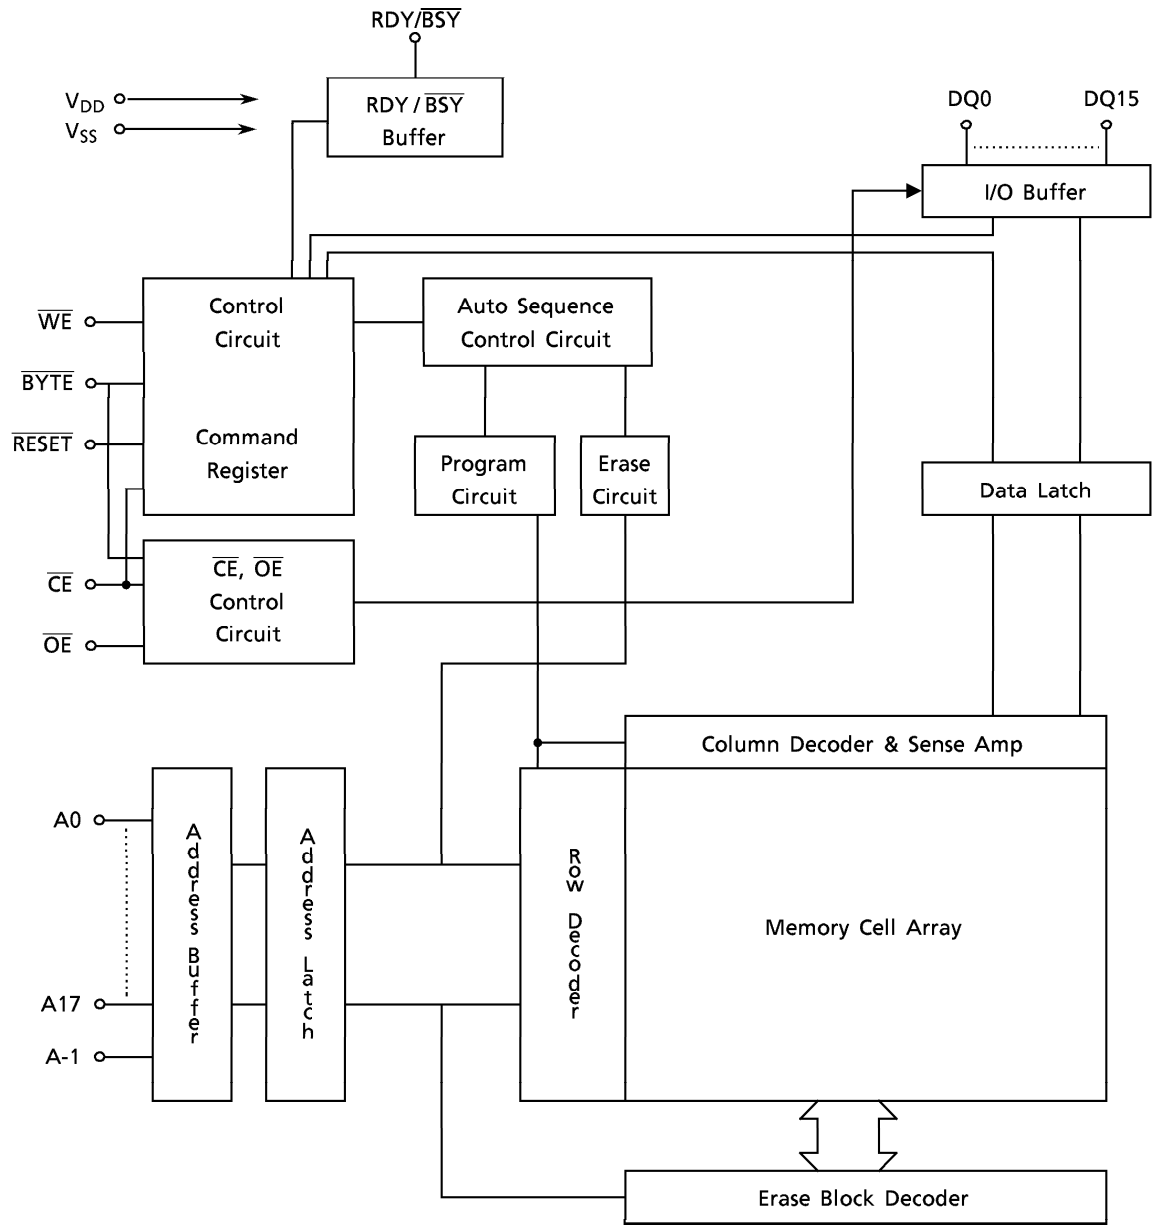 RDY/BSY
VDD
VSS
RDY / BSY
Buffer
DQ0
DQ15
I/O Buffer
WE
BYTE
RESET
Control
Circuit
Command
Register
Auto Sequence
Control Circuit
Program
Circuit
Erase
Circuit
Data Latch
CE
OE
CE, OE
Control
Circuit
Column Decoder & Sense Amp
A0
A17
A-1
Address Buffer
Address Latch
Row Decoder
Memory Cell Array
Erase Block Decoder